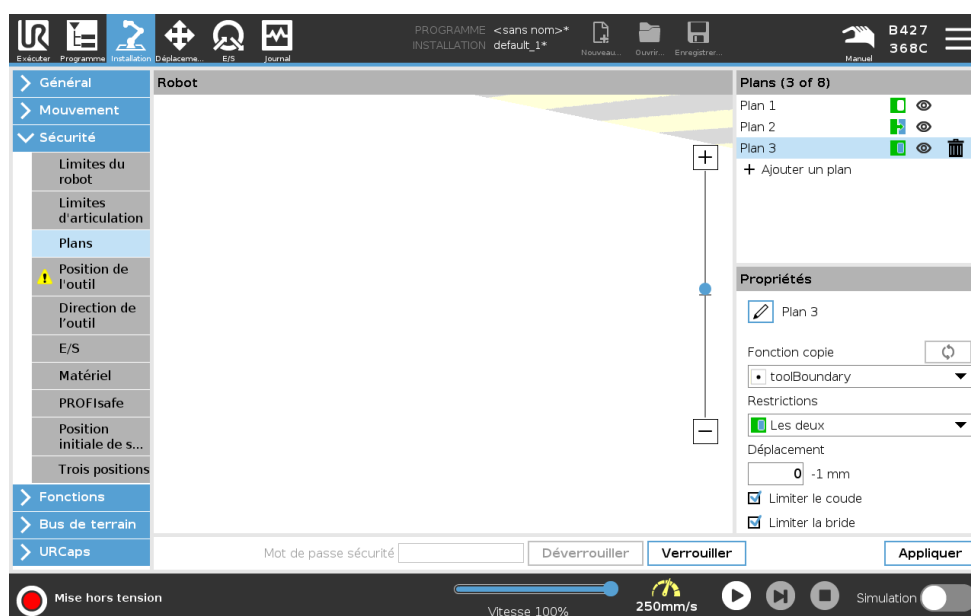 PROGRAMME <sans nom>*
INSTALLATION default_1*
B427
368C
Exécuter Programme Installation Déplaceme... E/S Journal
Nouveau... Ouvrir... Enregistrer...
Manuel
Général
Mouvement
Sécurité
Limites du
robot
Limites
d'articulation
Plans
Position de
l'outil
Direction de
l'outil
E/S
Matériel
PROFIsafe
Position
initiale de s...
Trois positions
Fonctions
Bus de terrain
URCaps
Robot
Plans (3 of 8)
Plan 1
Plan 2
Plan 3
Ajouter un plan
Propriétés
Plan 3
Fonction copie
toolBoundary
Restrictions
Les deux
Déplacement
0 -1 mm
Limiter le coude
Limiter la bride
Mot de passe sécurité
Déverrouiller
Verrouiller
Appliquer
Mise hors tension
Vitesse 100%
250mm/s
Simulation